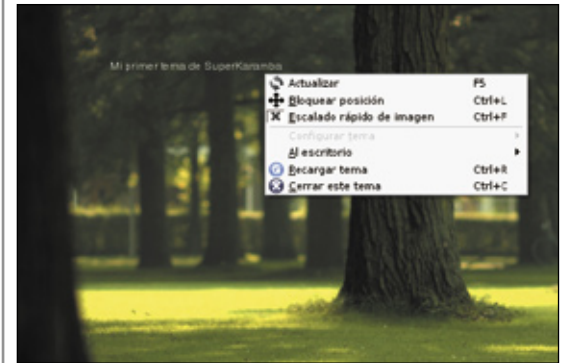 Mi primer tema de SuperKaramba
Actualizar F5
Bloquear posición Ctrl+L
Escalado rápido de imagen Ctrl+F
Configurar tema
Al escritorio
Recargar tema Ctrl+R
Cerrar este tema Ctrl+C